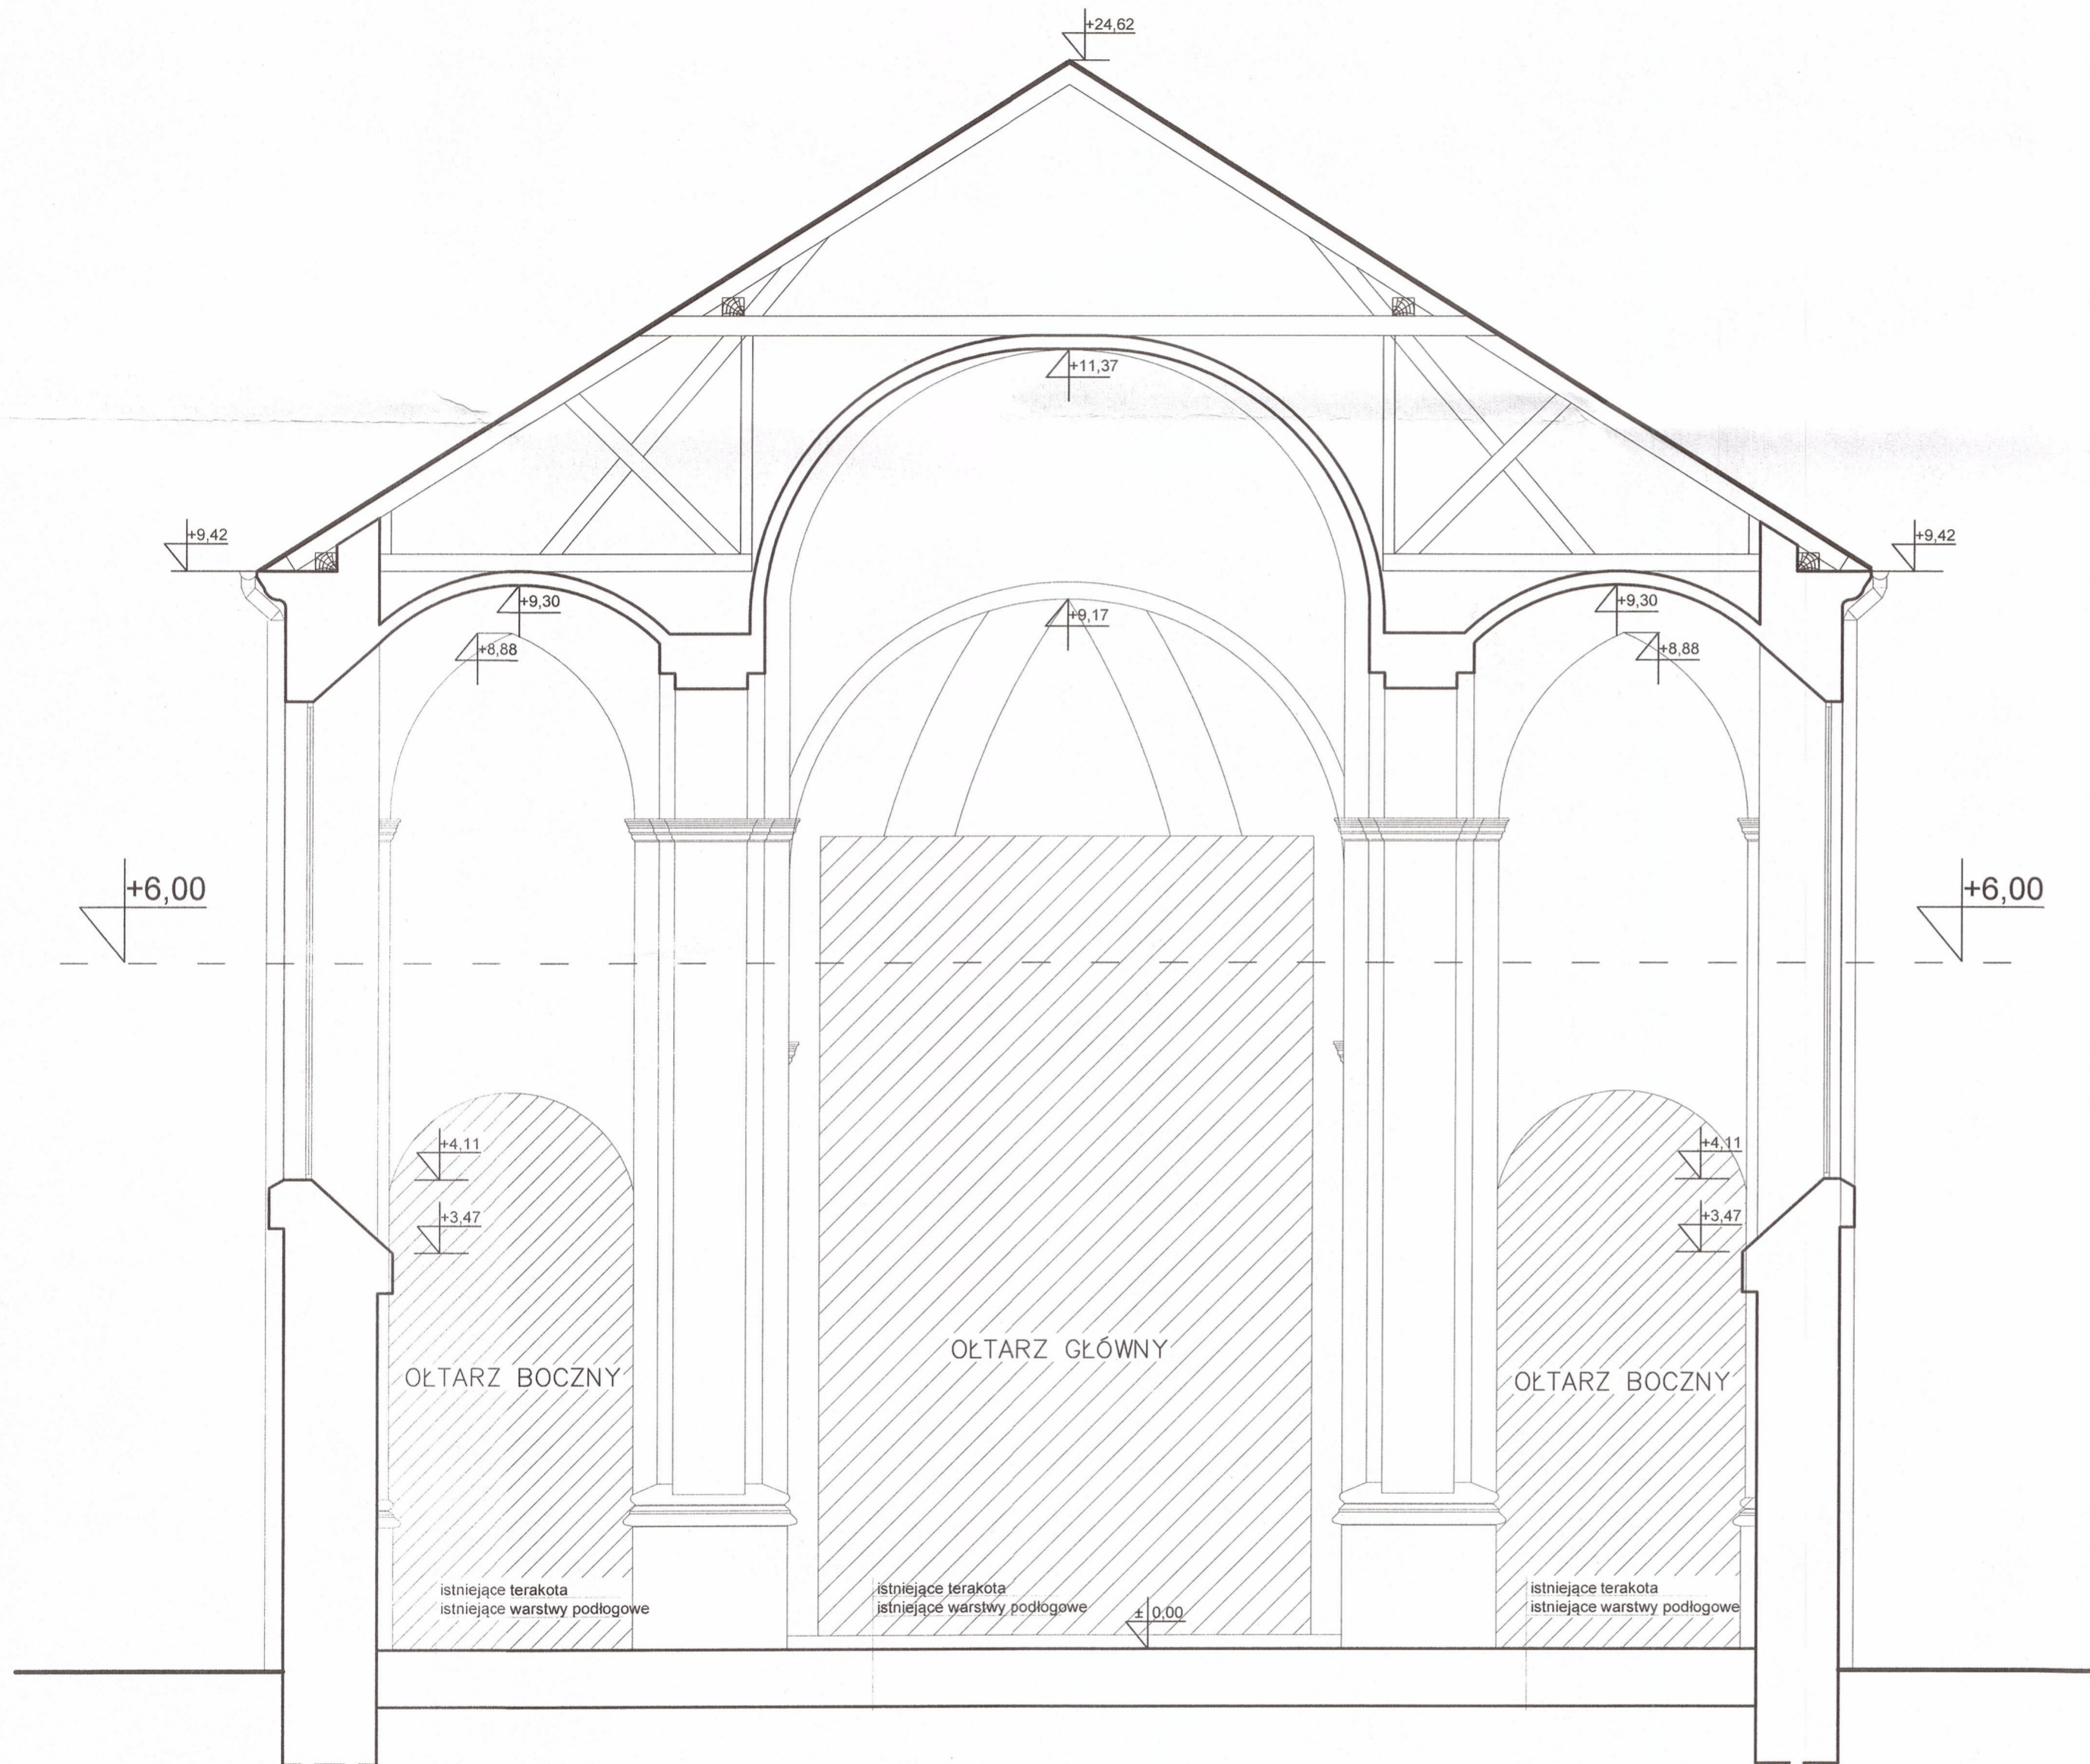 +24,62
+11,37
+9,42
+9,42
+9,30
+9,30
+9,17
+8,88
+8,88
+6,00
+6,00
+4,11
+4,11
+3,47
+3,47
OŁTARZ GŁÓWNY
OŁTARZ BOCZNY
OŁTARZ BOCZNY
istniejące terakota
istniejące warstwy podłogowe
istniejące terakota
istniejące warstwy podłogowe
istniejące terakota
istniejące warstwy podłogowe
± 0,00